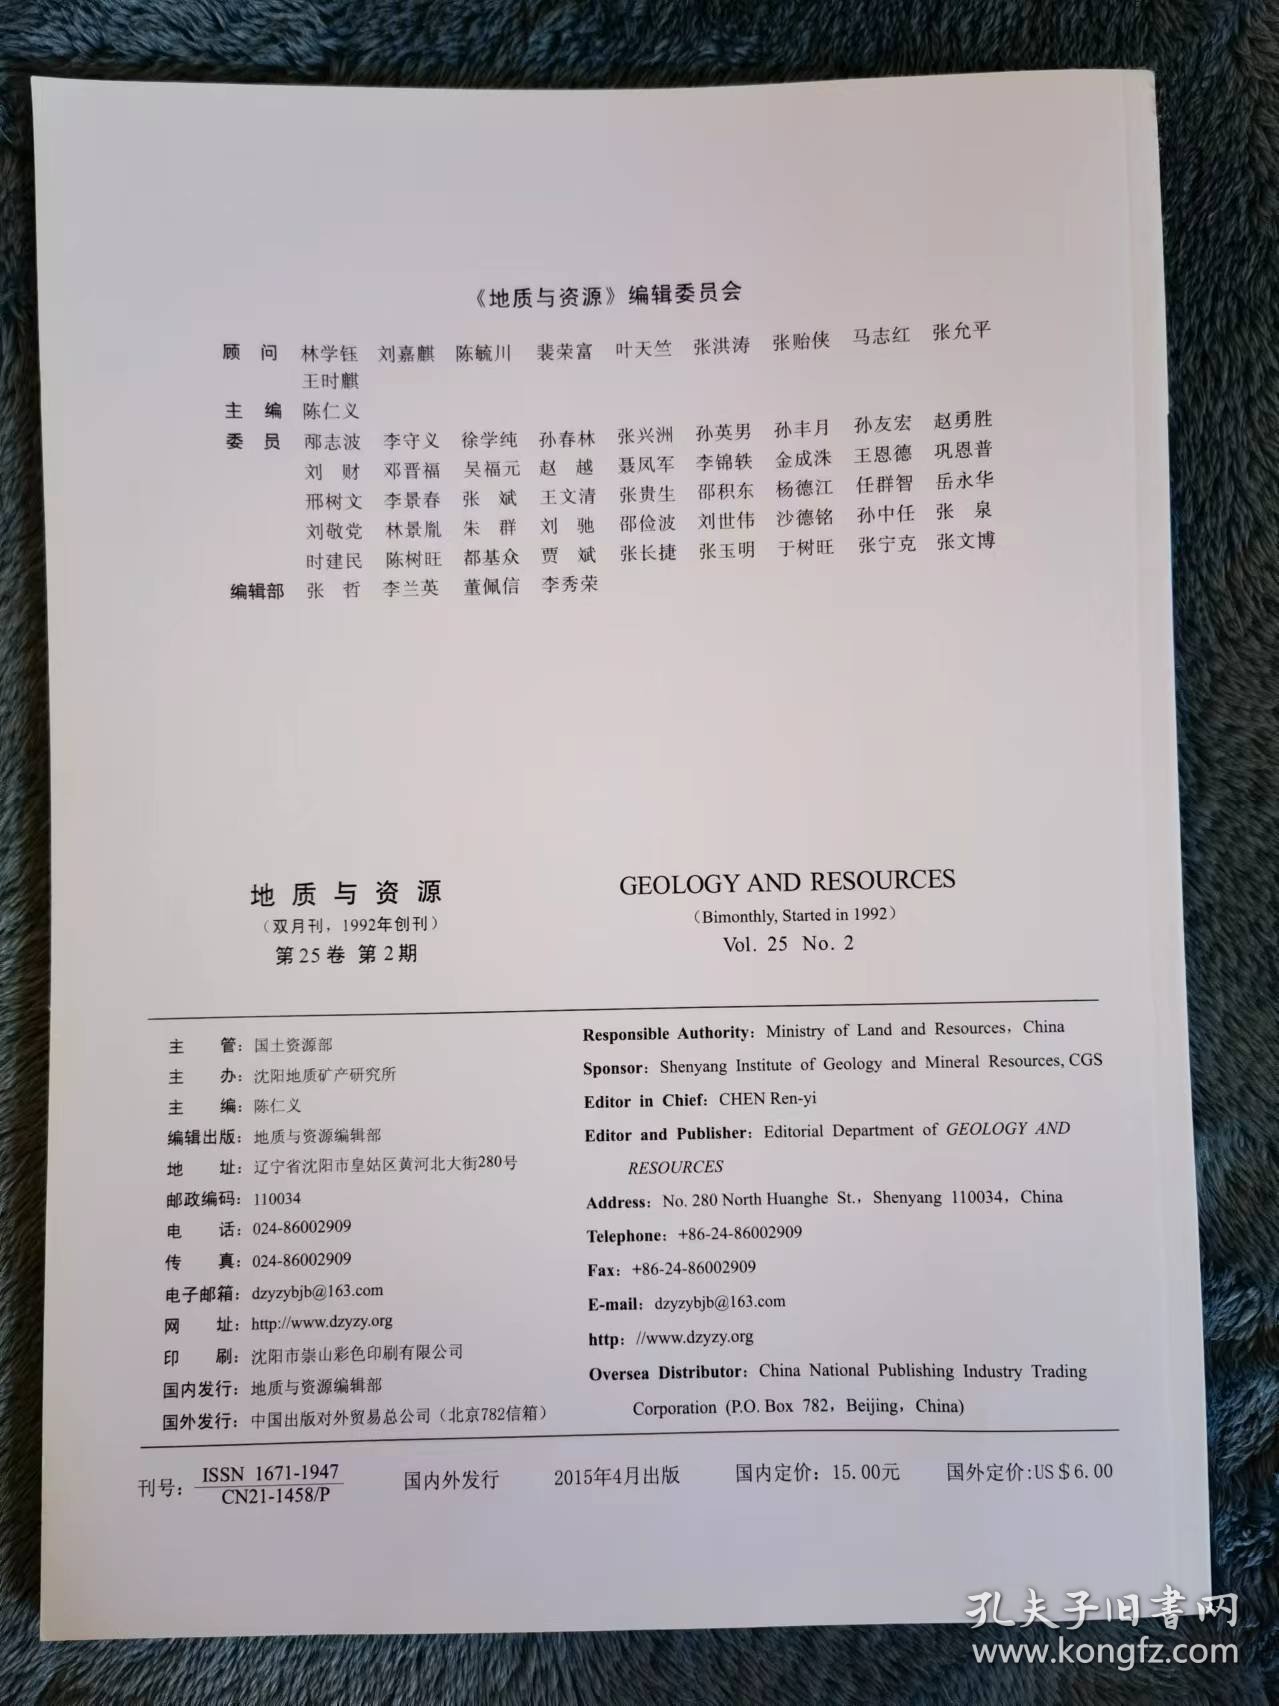 《地质与资源》编辑委员会
顾 问 林学钰 刘嘉麒 陈毓川 裴荣富 叶天竺 张洪涛 张贻侠 马志红 张允平
王时麒
主 编 陈仁义
委 员 邴志波 李守义 徐学纯 孙春林 张兴洲 孙英男 孙丰月 孙友宏 赵勇胜
刘 财 邓晋福 吴福元 赵 越 聂凤军 李锦轶 金成洙 王恩德 巩恩普
邢树文 李景春 张 斌 王文清 张贵生 邵积东 杨德江 任群智 岳永华
刘敬党 林景胤 朱 群 刘 驰 邵俭波 刘世伟 沙德铭 孙中任 张 泉
时建民 陈树旺 都基众 贾 斌 张长捷 张玉明 于树旺 张宁克 张文博
编辑部 张 哲 李兰英 董佩信 李秀荣
地 质 与 资 源
（双月刊，1992年创刊）
第25卷 第2期
GEOLOGY AND RESOURCES
（Bimonthly, Started in 1992）
Vol. 25 No. 2
主 管：国土资源部
主 办：沈阳地质矿产研究所
主 编：陈仁义
编辑出版：地质与资源编辑部
地 址：辽宁省沈阳市皇姑区黄河北大街280号
邮政编码：110034
电 话：024-86002909
传 真：024-86002909
电子邮箱：dzyzybjb@163.com
网 址：http://www.dzyzy.org
印 刷：沈阳市崇山彩色印刷有限公司
国内发行：地质与资源编辑部
国外发行：中国出版对外贸易总公司（北京782信箱）
Responsible Authority：Ministry of Land and Resources，China
Sponsor：Shenyang Institute of Geology and Mineral Resources, CGS
Editor in Chief：CHEN Ren-yi
Editor and Publisher：Editorial Department of GEOLOGY AND
RESOURCES
Address：No. 280 North Huanghe St.，Shenyang 110034，China
Telephone：+86-24-86002909
Fax：+86-24-86002909
E-mail：dzyzybjb@163.com
http：//www.dzyzy.org
Oversea Distributor：China National Publishing Industry Trading
Corporation (P.O. Box 782，Beijing，China)
刊号：ISSN 1671-1947
CN21-1458/P
国内外发行 2015年4月出版 国内定价：15.00元 国外定价:US＄6.00
孔夫子旧书网
www.kongfz.com